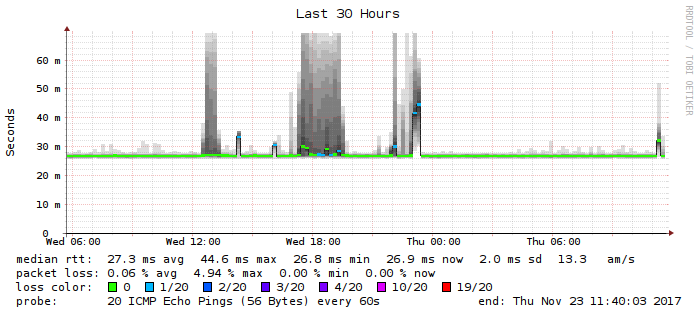 Last 30 Hours
RRDTOOL / TOBI OETIKER
Seconds
60 m
50 m
40 m
30 m
20 m
10 m
0
Wed 06:00 Wed 12:00 Wed 18:00 Thu 00:00 Thu 06:00
median rtt: 27.3 ms avg 44.6 ms max 26.8 ms min 26.9 ms now 2.0 ms sd 13.3 am/s
packet loss: 0.06 % avg 4.94 % max 0.00 % min 0.00 % now
loss color: 0 1/20 2/20 3/20 4/20 10/20 19/20
probe: 20 ICMP Echo Pings (56 Bytes) every 60s end: Thu Nov 23 11:40:03 2017